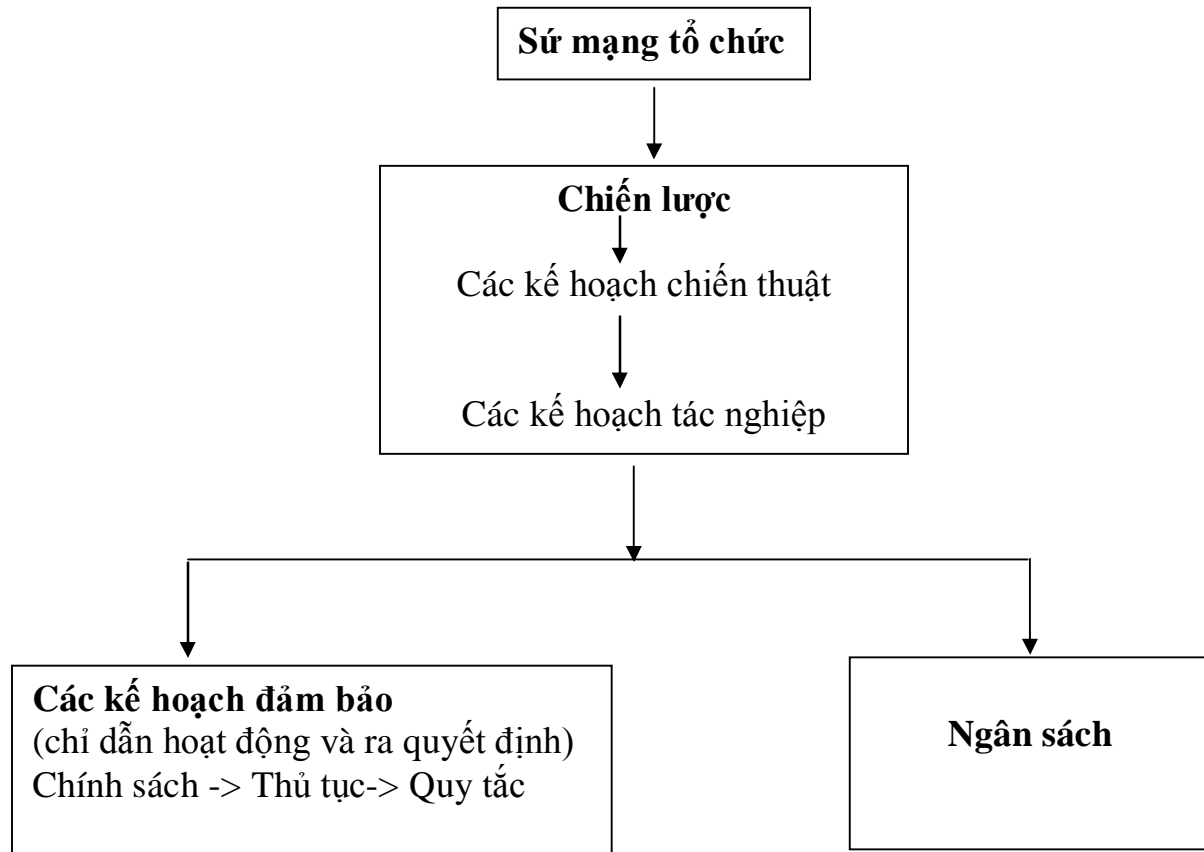 Sứ mạng tổ chức
Chiến lược
Các kế hoạch chiến thuật
Các kế hoạch tác nghiệp
Các kế hoạch đảm bảo
(chỉ dẫn hoạt động và ra quyết định)
Chính sách -> Thủ tục-> Quy tắc
Ngân sách